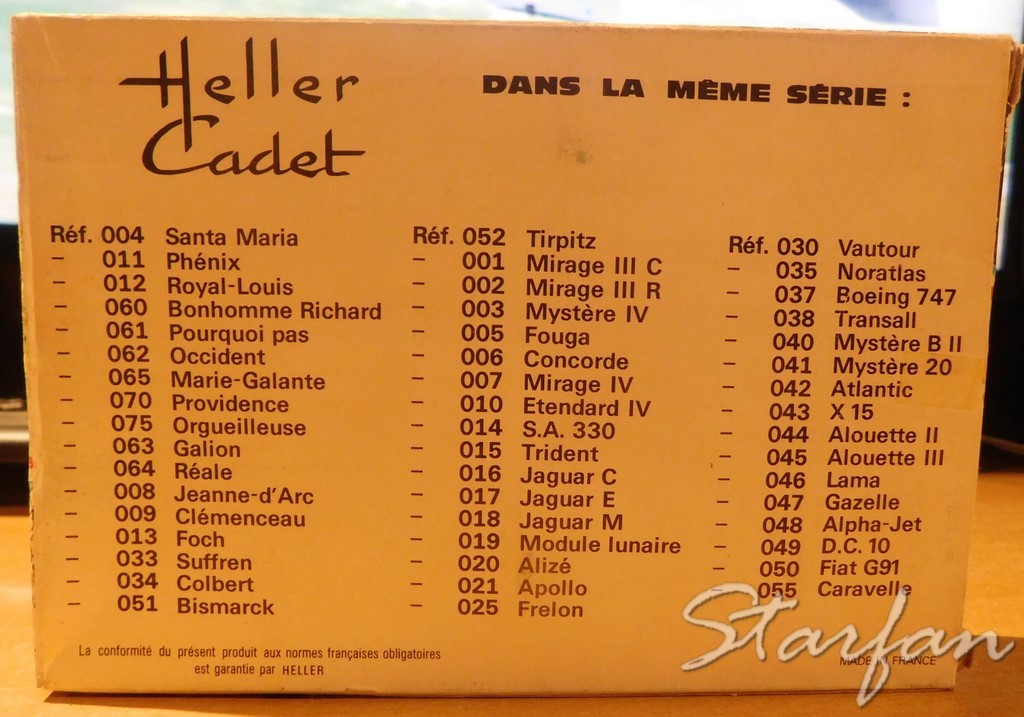 Heller
Cadet
DANS LA MÊME SÉRIE :
Réf. 004 Santa Maria
– 011 Phénix
– 012 Royal-Louis
– 060 Bonhomme Richard
– 061 Pourquoi pas
– 062 Occident
– 065 Marie-Galante
– 070 Providence
– 075 Orgueilleuse
– 063 Galion
– 064 Réale
– 008 Jeanne-d'Arc
– 009 Clémenceau
– 013 Foch
– 033 Suffren
– 034 Colbert
– 051 Bismarck
Réf. 052 Tirpitz
– 001 Mirage III C
– 002 Mirage III R
– 003 Mystère IV
– 005 Fouga
– 006 Concorde
– 007 Mirage IV
– 010 Etendard IV
– 014 S.A. 330
– 015 Trident
– 016 Jaguar C
– 017 Jaguar E
– 018 Jaguar M
– 019 Module lunaire
– 020 Alizé
– 021 Apollo
– 025 Frelon
Réf. 030 Vautour
– 035 Noratlas
– 037 Boeing 747
– 038 Transall
– 040 Mystère B II
– 041 Mystère 20
– 042 Atlantic
– 043 X 15
– 044 Alouette II
– 045 Alouette III
– 046 Lama
– 047 Gazelle
– 048 Alpha-Jet
– 049 D.C. 10
– 050 Fiat G91
– 055 Caravelle
La conformité du présent produit aux normes françaises obligatoires
est garantie par HELLER
MADE IN FRANCE
Starfan